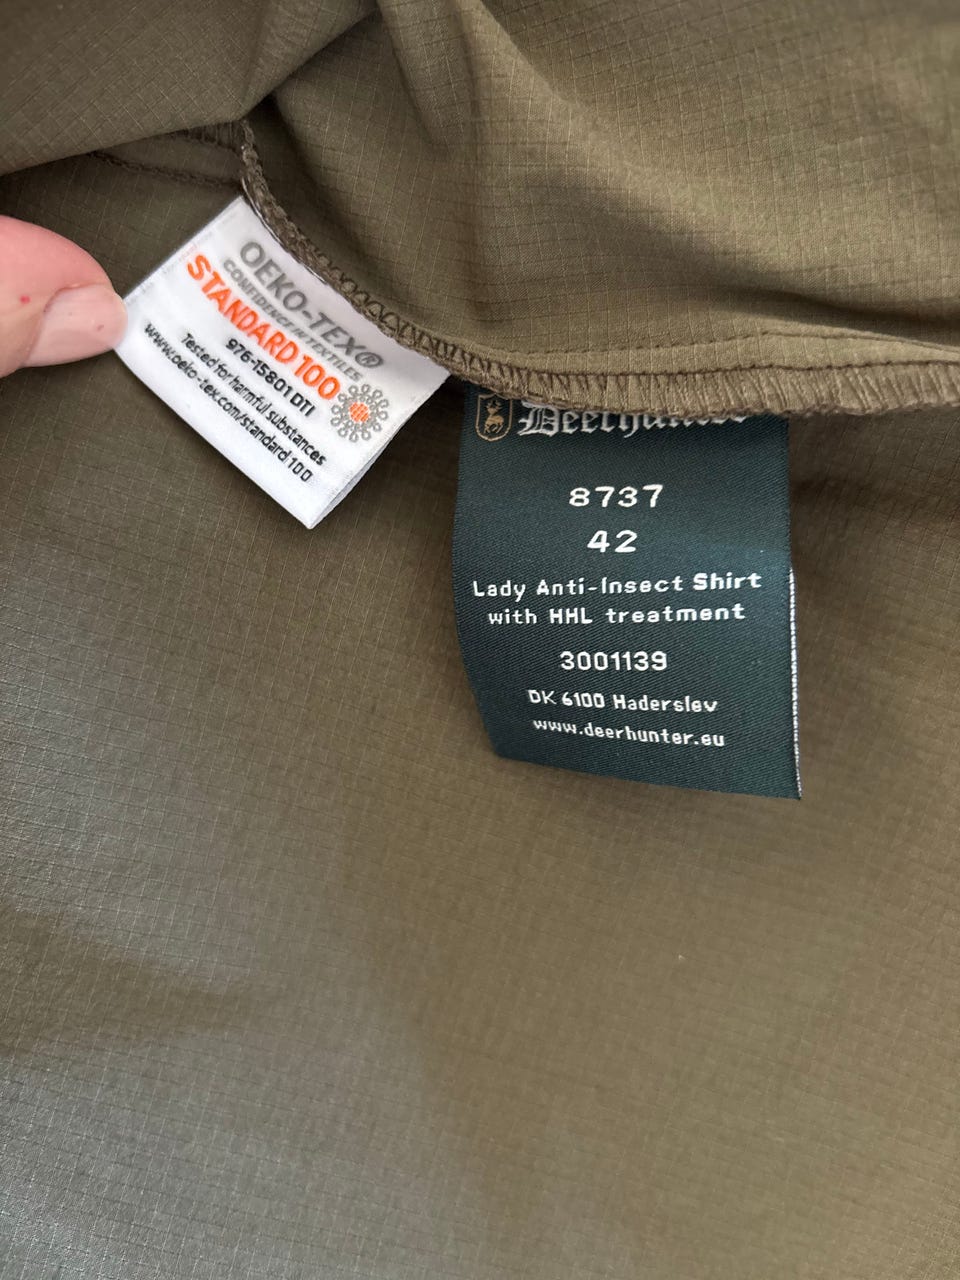 OEKO-TEX®
CONFIDENCE IN TEXTILES
STANDARD 100
976-15801 DTI
Tested for harmful substances
www.oeko-tex.com/standard100
Deerhunter
8737
42
Lady Anti-Insect Shirt
with HHL treatment
3001139
DK 6100 Haderslev
www.deerhunter.eu